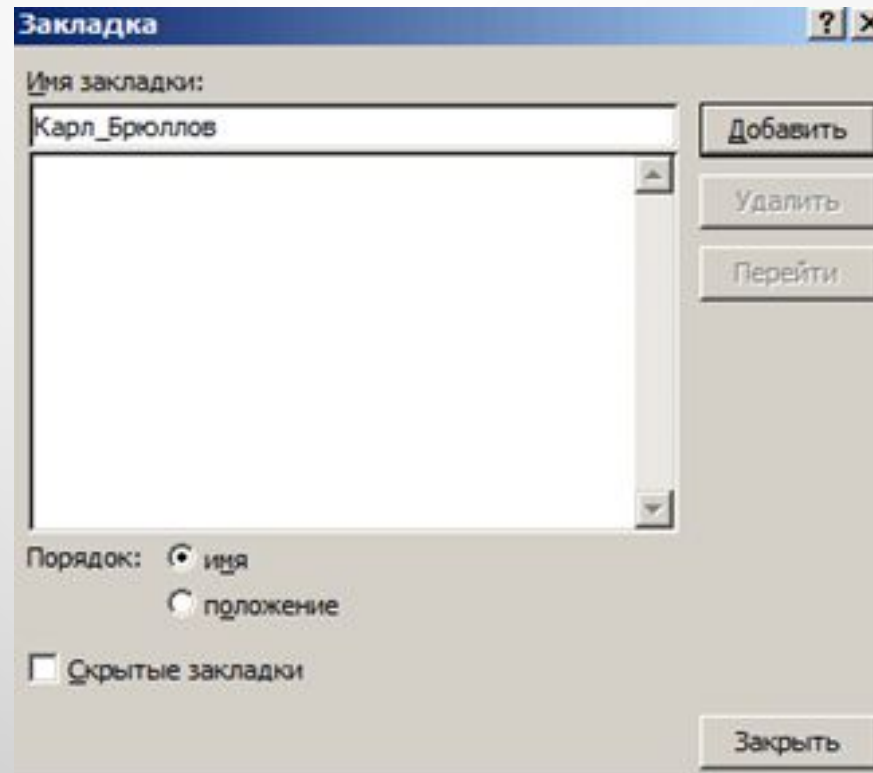 Закладка
Имя закладки:
Карл_Брюллов
Добавить
Удалить
Перейти
Порядок: имя
положение
Скрытые закладки
Закрыть